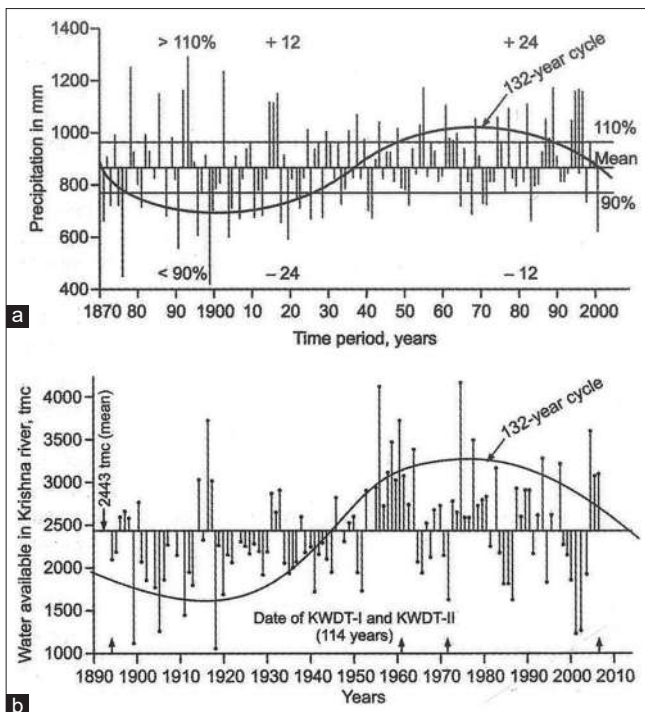 1400
> 110%
+ 12
+ 24
1200
132-year cycle
1000
110%
Mean
800
90%
600
< 90%
− 24
− 12
400
1870 80 90 1900 10 20 30 40 50 60 70 80 90 2000
Precipitation in mm
Time period, years
a
4000
3500
3000
2500
2000
1500
1000
2443 tmc (mean)
132-year cycle
Water available in Krishna river, tmc
Date of KWDT-I and KWDT-II
(114 years)
1890 1900 1910 1920 1930 1940 1950 1960 1970 1980 1990 2000 2010
Years
b